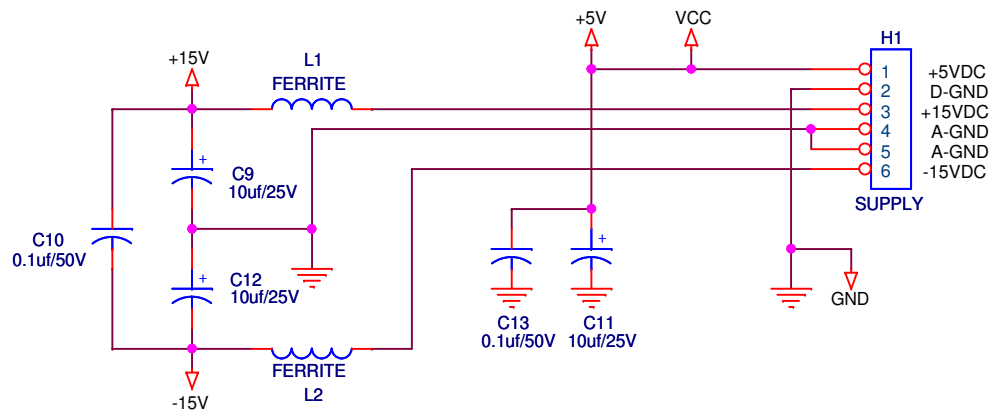 +5V
VCC
H1
+15V
L1
FERRITE
1
+5VDC
2
D-GND
3
+15VDC
4
A-GND
5
A-GND
6
-15VDC
SUPPLY
+
C9
10uf/25V
C10
0.1uf/50V
+
C12
10uf/25V
+
C13
0.1uf/50V
C11
10uf/25V
GND
FERRITE
L2
-15V